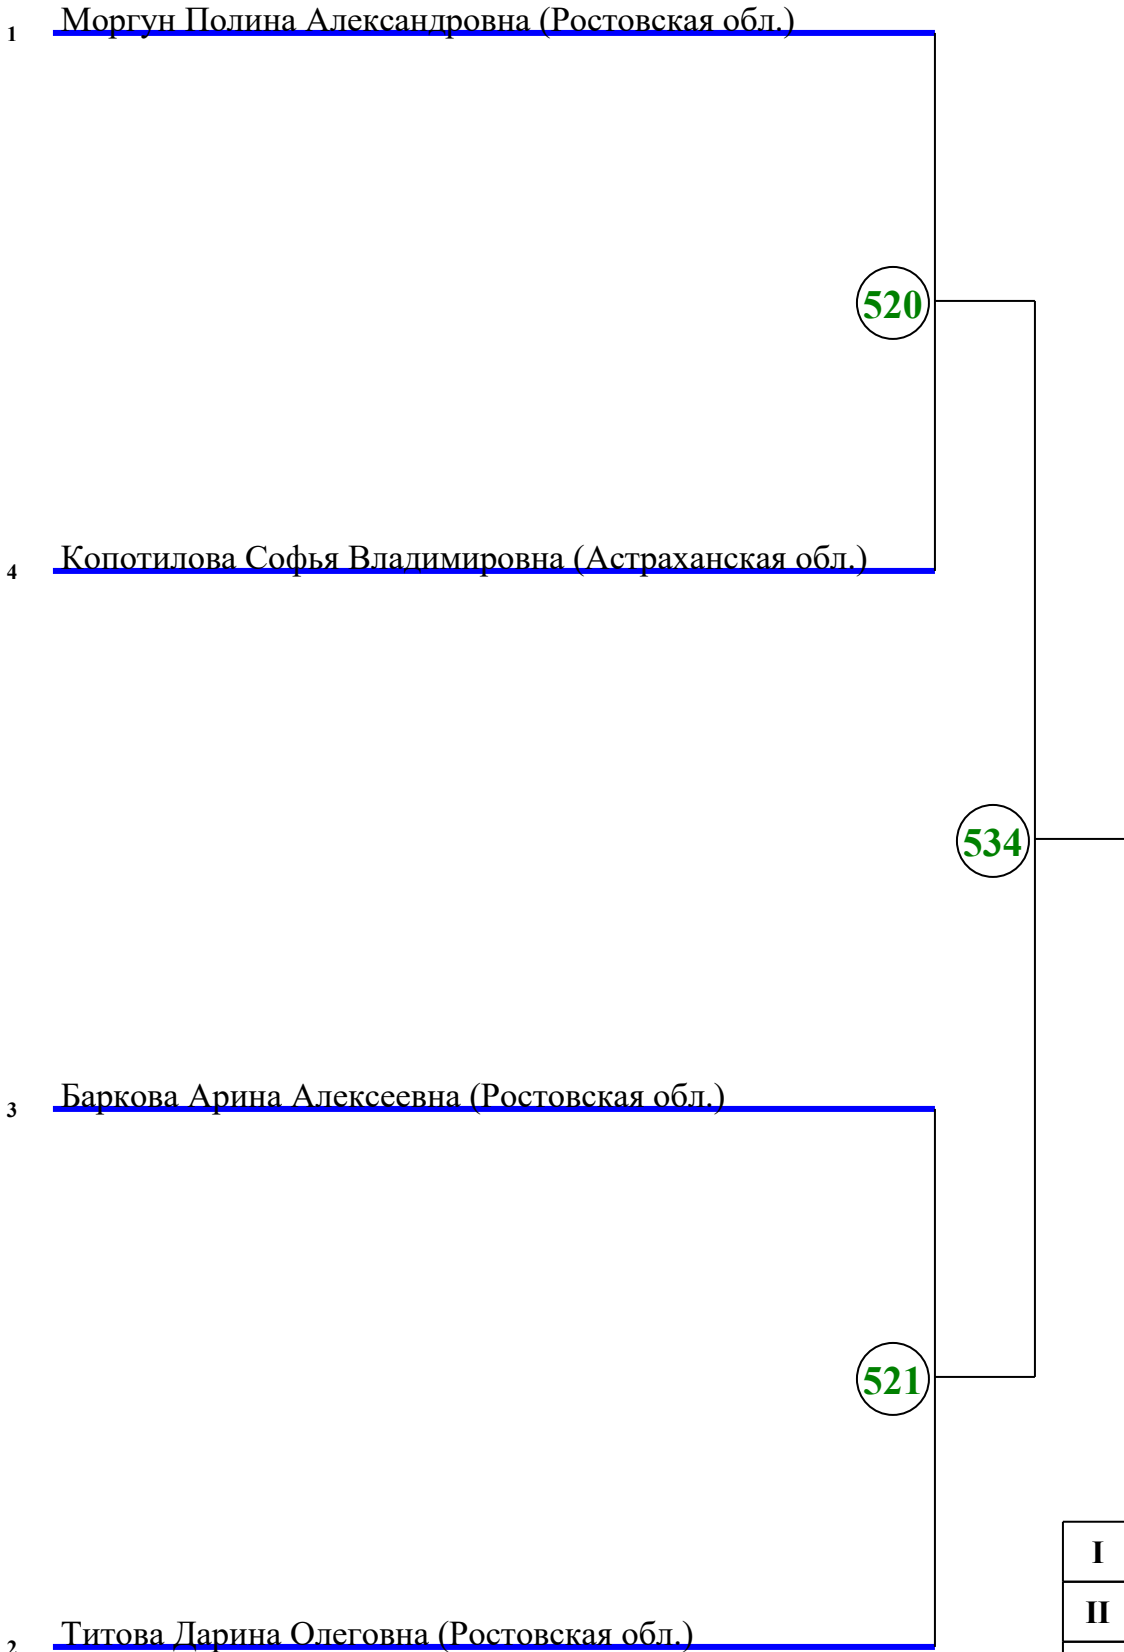 1 Моргун Полина Александровна (Ростовская обл.)
520
4 Копотилова Софья Владимировна (Астраханская обл.)
534
3 Баркова Арина Алексеевна (Ростовская обл.)
521
I
II
2 Титова Дарина Олеговна (Ростовская обл.)